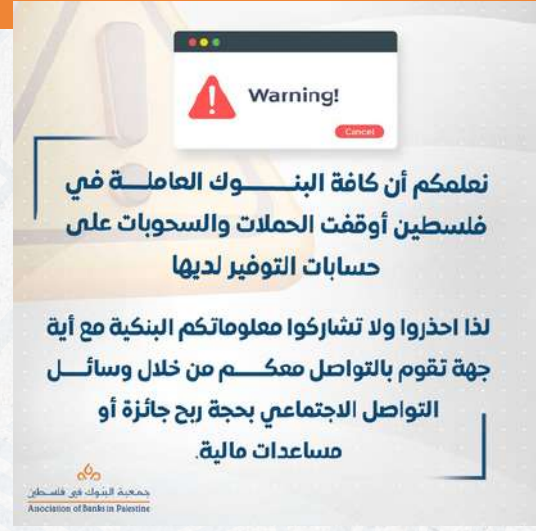 Warning!
Cancel
نعلمكم أن كافة البنـــــوك العاملـــة في
فلسطين أوقفت الحملات والسحوبات على
حسابات التوفير لديها
لذا احذروا ولا تشاركوا معلوماتكم البنكية مع أية
جهة تقوم بالتواصل معكـــم من خلال وسائـــل
التواصل الاجتماعي بحجة ربح جائزة أو
مساعدات مالية.
جمعية البنوك في فلسطين
Association of Banks in Palestine